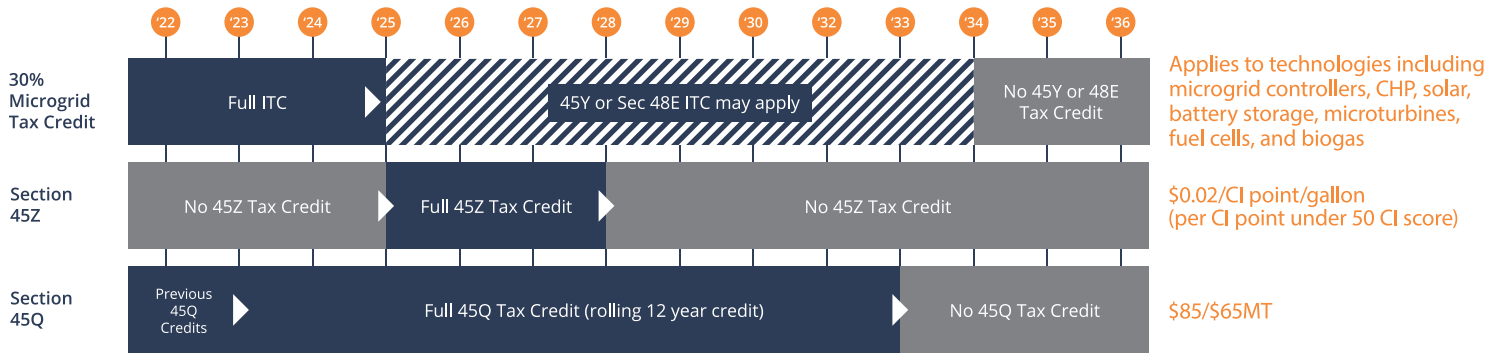 ‘22 ‘23 ‘24 ‘25 ‘26 ‘27 ‘28 ‘29 ‘30 ‘32 ‘33 ‘34 ‘35 ‘36
30%
Microgrid
Tax Credit
Full ITC
45Y or Sec 48E ITC may apply
No 45Y or 48E
Tax Credit
Applies to technologies including
microgrid controllers, CHP, solar,
battery storage, microturbines,
fuel cells, and biogas
Section
45Z
No 45Z Tax Credit
Full 45Z Tax Credit
No 45Z Tax Credit
$0.02/CI point/gallon
(per CI point under 50 CI score)
Section
45Q
Previous
45Q
Credits
Full 45Q Tax Credit (rolling 12 year credit)
No 45Q Tax Credit
$85/$65MT